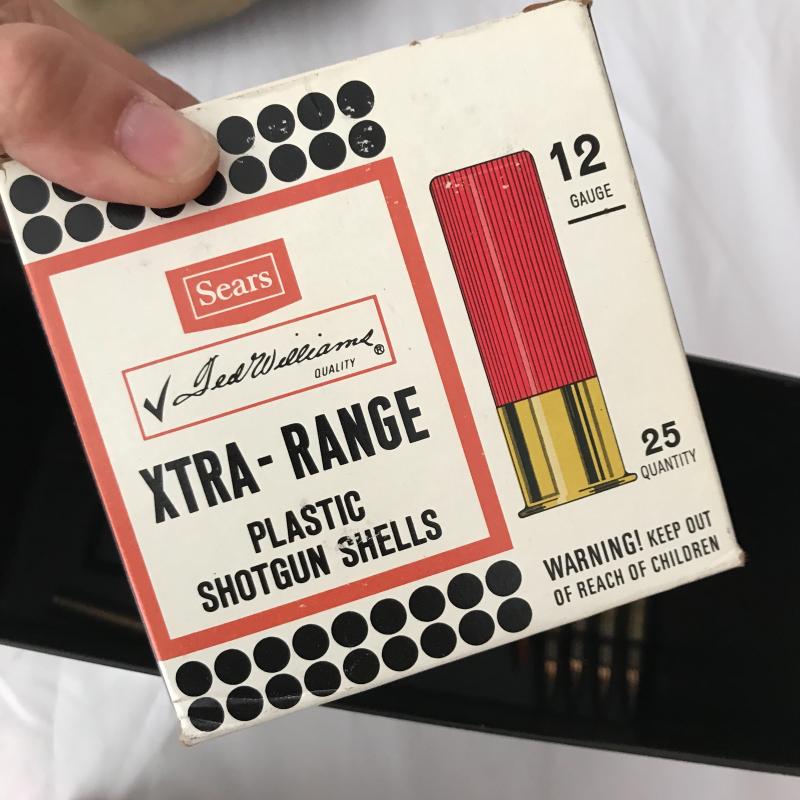 Sears
✓ Ted Williams ®
QUALITY
XTRA-RANGE
PLASTIC
SHOTGUN SHELLS
12
GAUGE
25
QUANTITY
WARNING! KEEP OUT
OF REACH OF CHILDREN